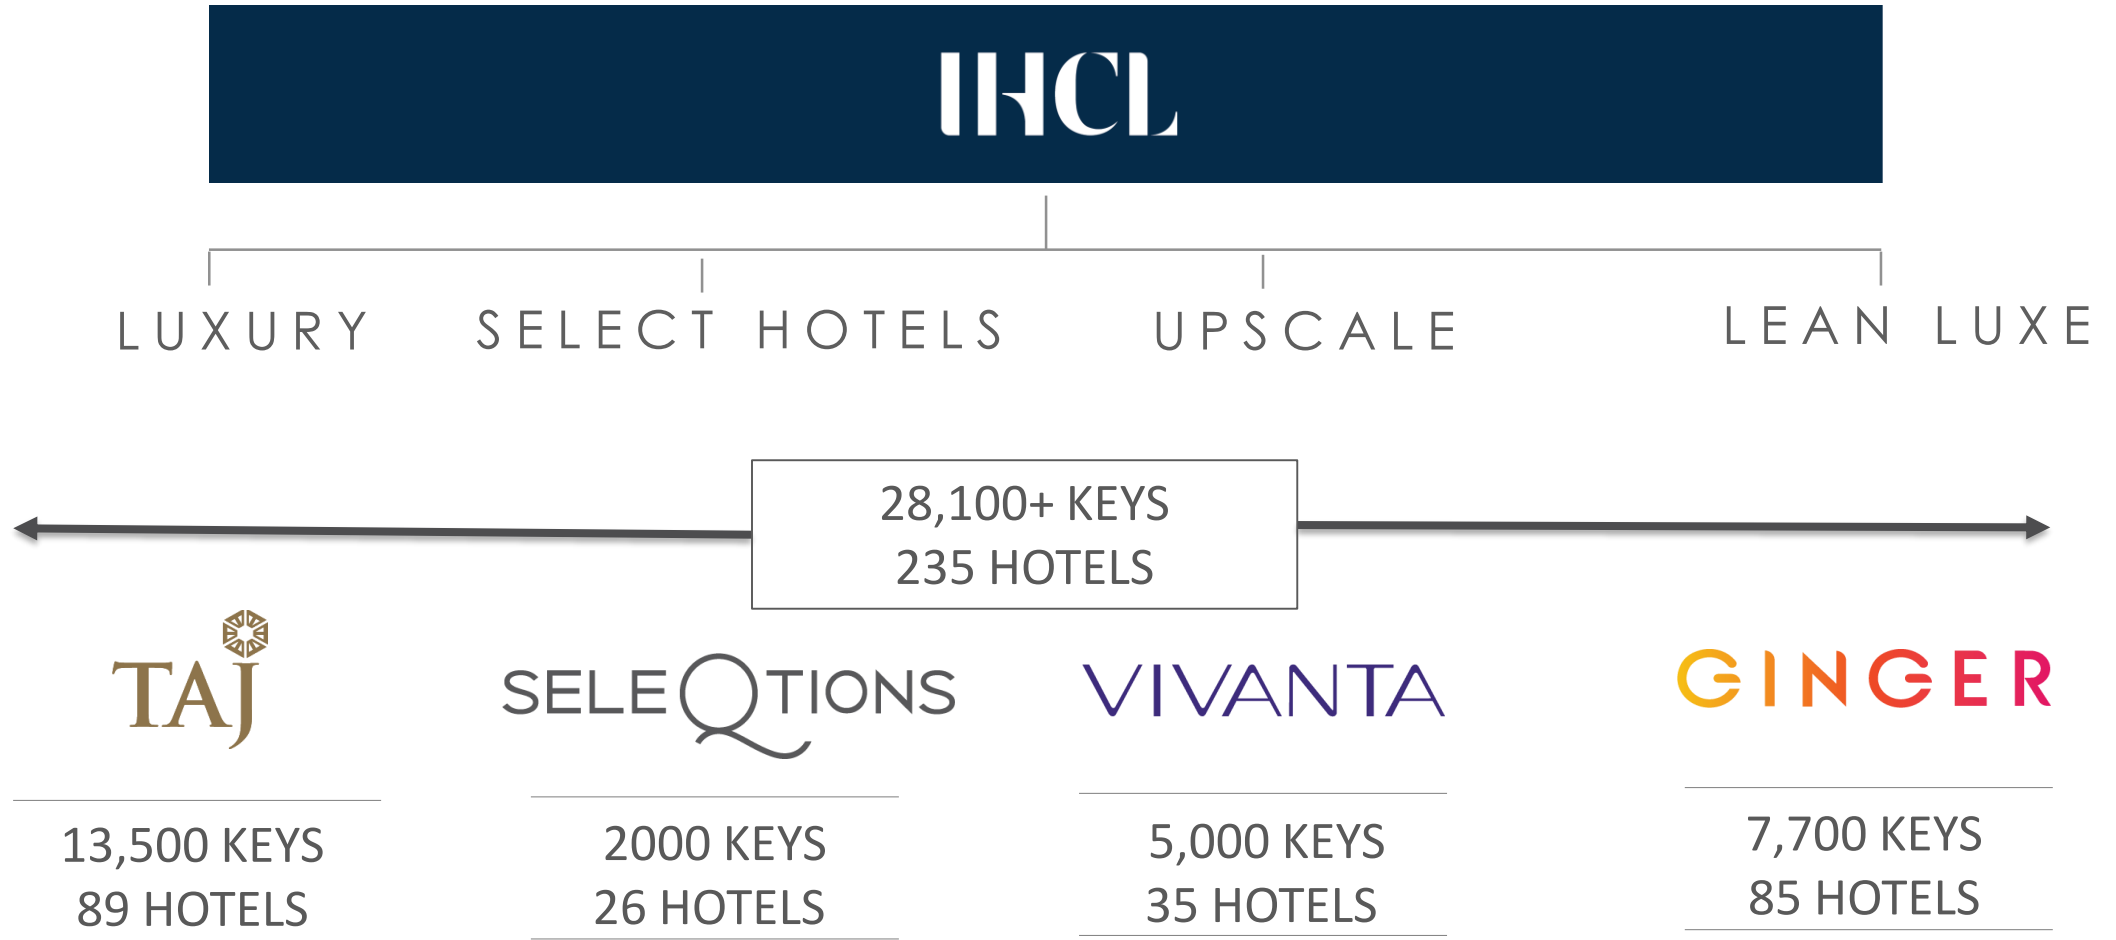 IHCL
LUXURY
SELECT HOTELS
UPSCALE
LEAN LUXE
28,100+ KEYS
235 HOTELS
TAJ
SELEQTIONS
VIVANTA
GINGER
13,500 KEYS
89 HOTELS
2000 KEYS
26 HOTELS
5,000 KEYS
35 HOTELS
7,700 KEYS
85 HOTELS